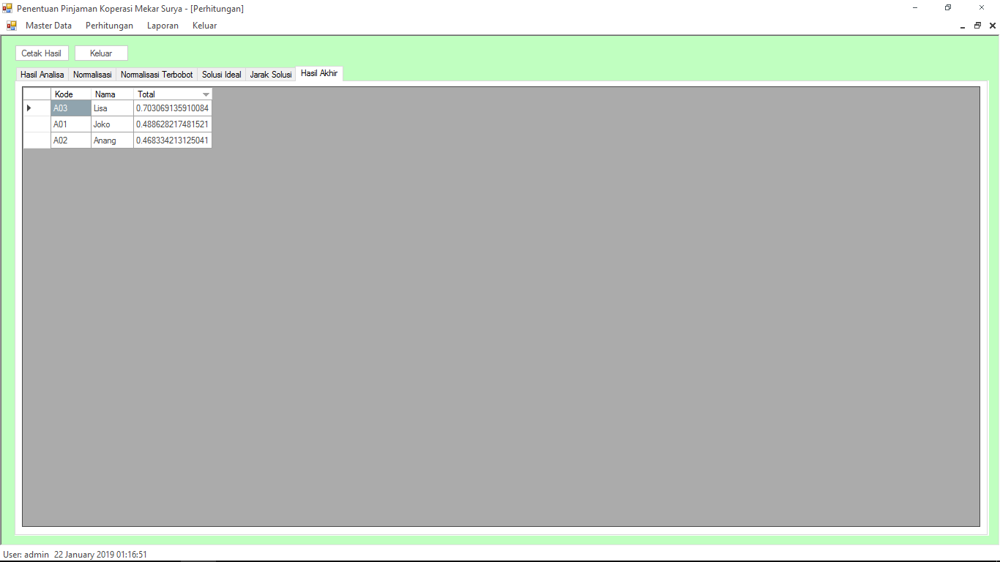 Penentuan Pinjaman Koperasi Mekar Surya - [Perhitungan]
Master Data Perhitungan Laporan Keluar
Cetak Hasil Keluar
Hasil Analisa Normalisasi Normalisasi Terbobot Solusi Ideal Jarak Solusi Hasil Akhir
Kode Nama Total
A03 Lisa 0.703069135910084
A01 Joko 0.488628217481521
A02 Anang 0.468334213125041
User: admin 22 January 2019 01:16:51